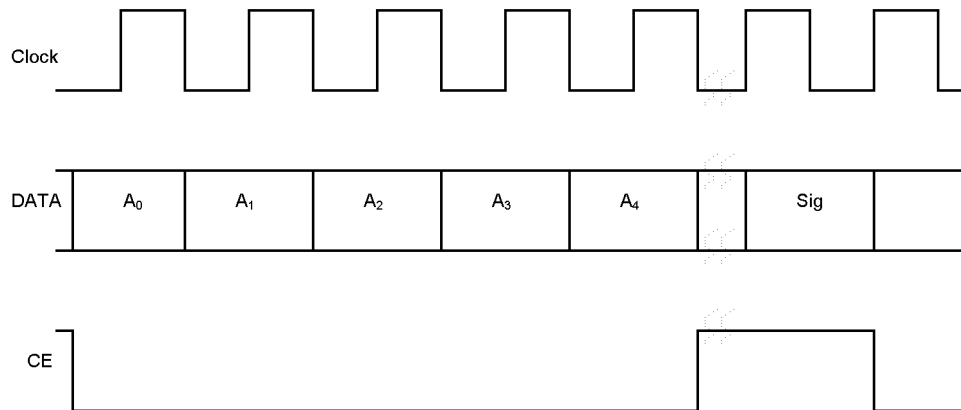 Clock
DATA A₀ A₁ A₂ A₃ A₄ Sig
CE